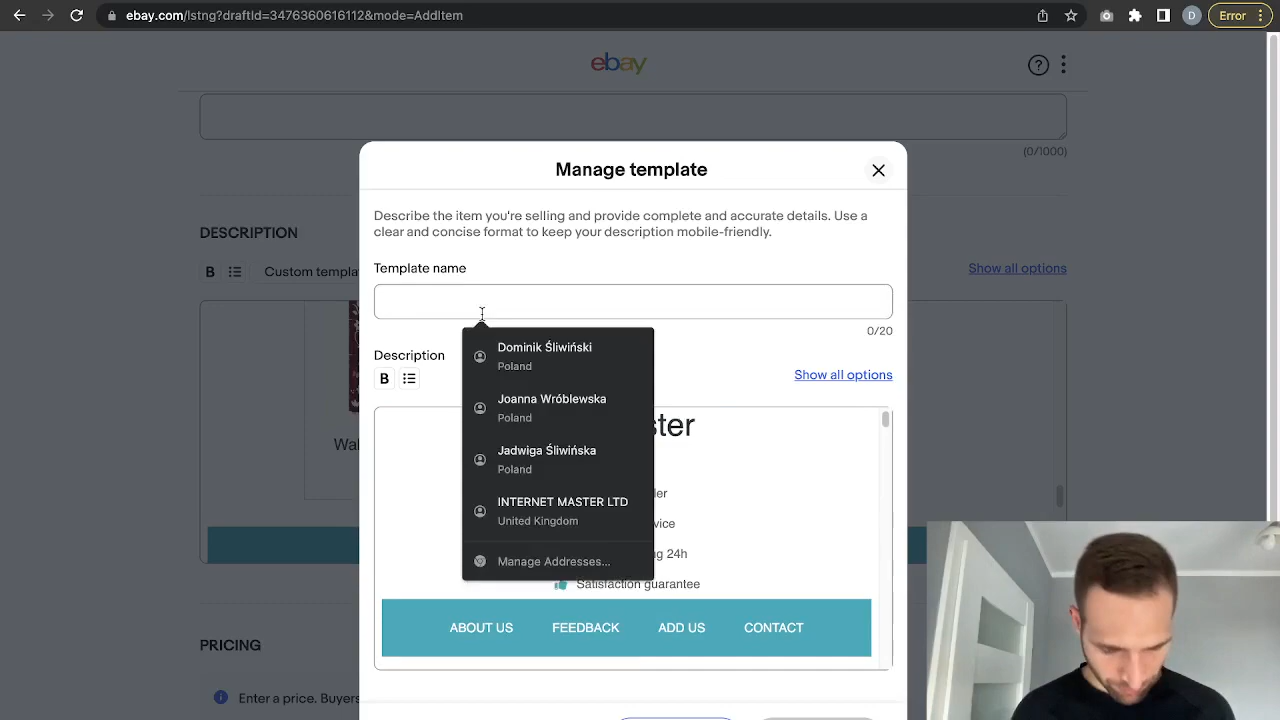 ebay.com/lstng?draftId=3476360616112&mode=AddItem
D
Error
ebay
(0/1000)
Manage template
Describe the item you're selling and provide complete and accurate details. Use a
clear and concise format to keep your description mobile-friendly.
DESCRIPTION
B
Custom templa
Show all options
Template name
0/20
Dominik Śliwiński
Poland
Joanna Wróblewska
Poland
Jadwiga Śliwińska
Poland
INTERNET MASTER LTD
United Kingdom
Manage Addresses...
Description
B
Show all options
ster
Wal
der
vice
g 24h
Satisfaction guarantee
ABOUT US FEEDBACK ADD US CONTACT
PRICING
Enter a price. Buyers